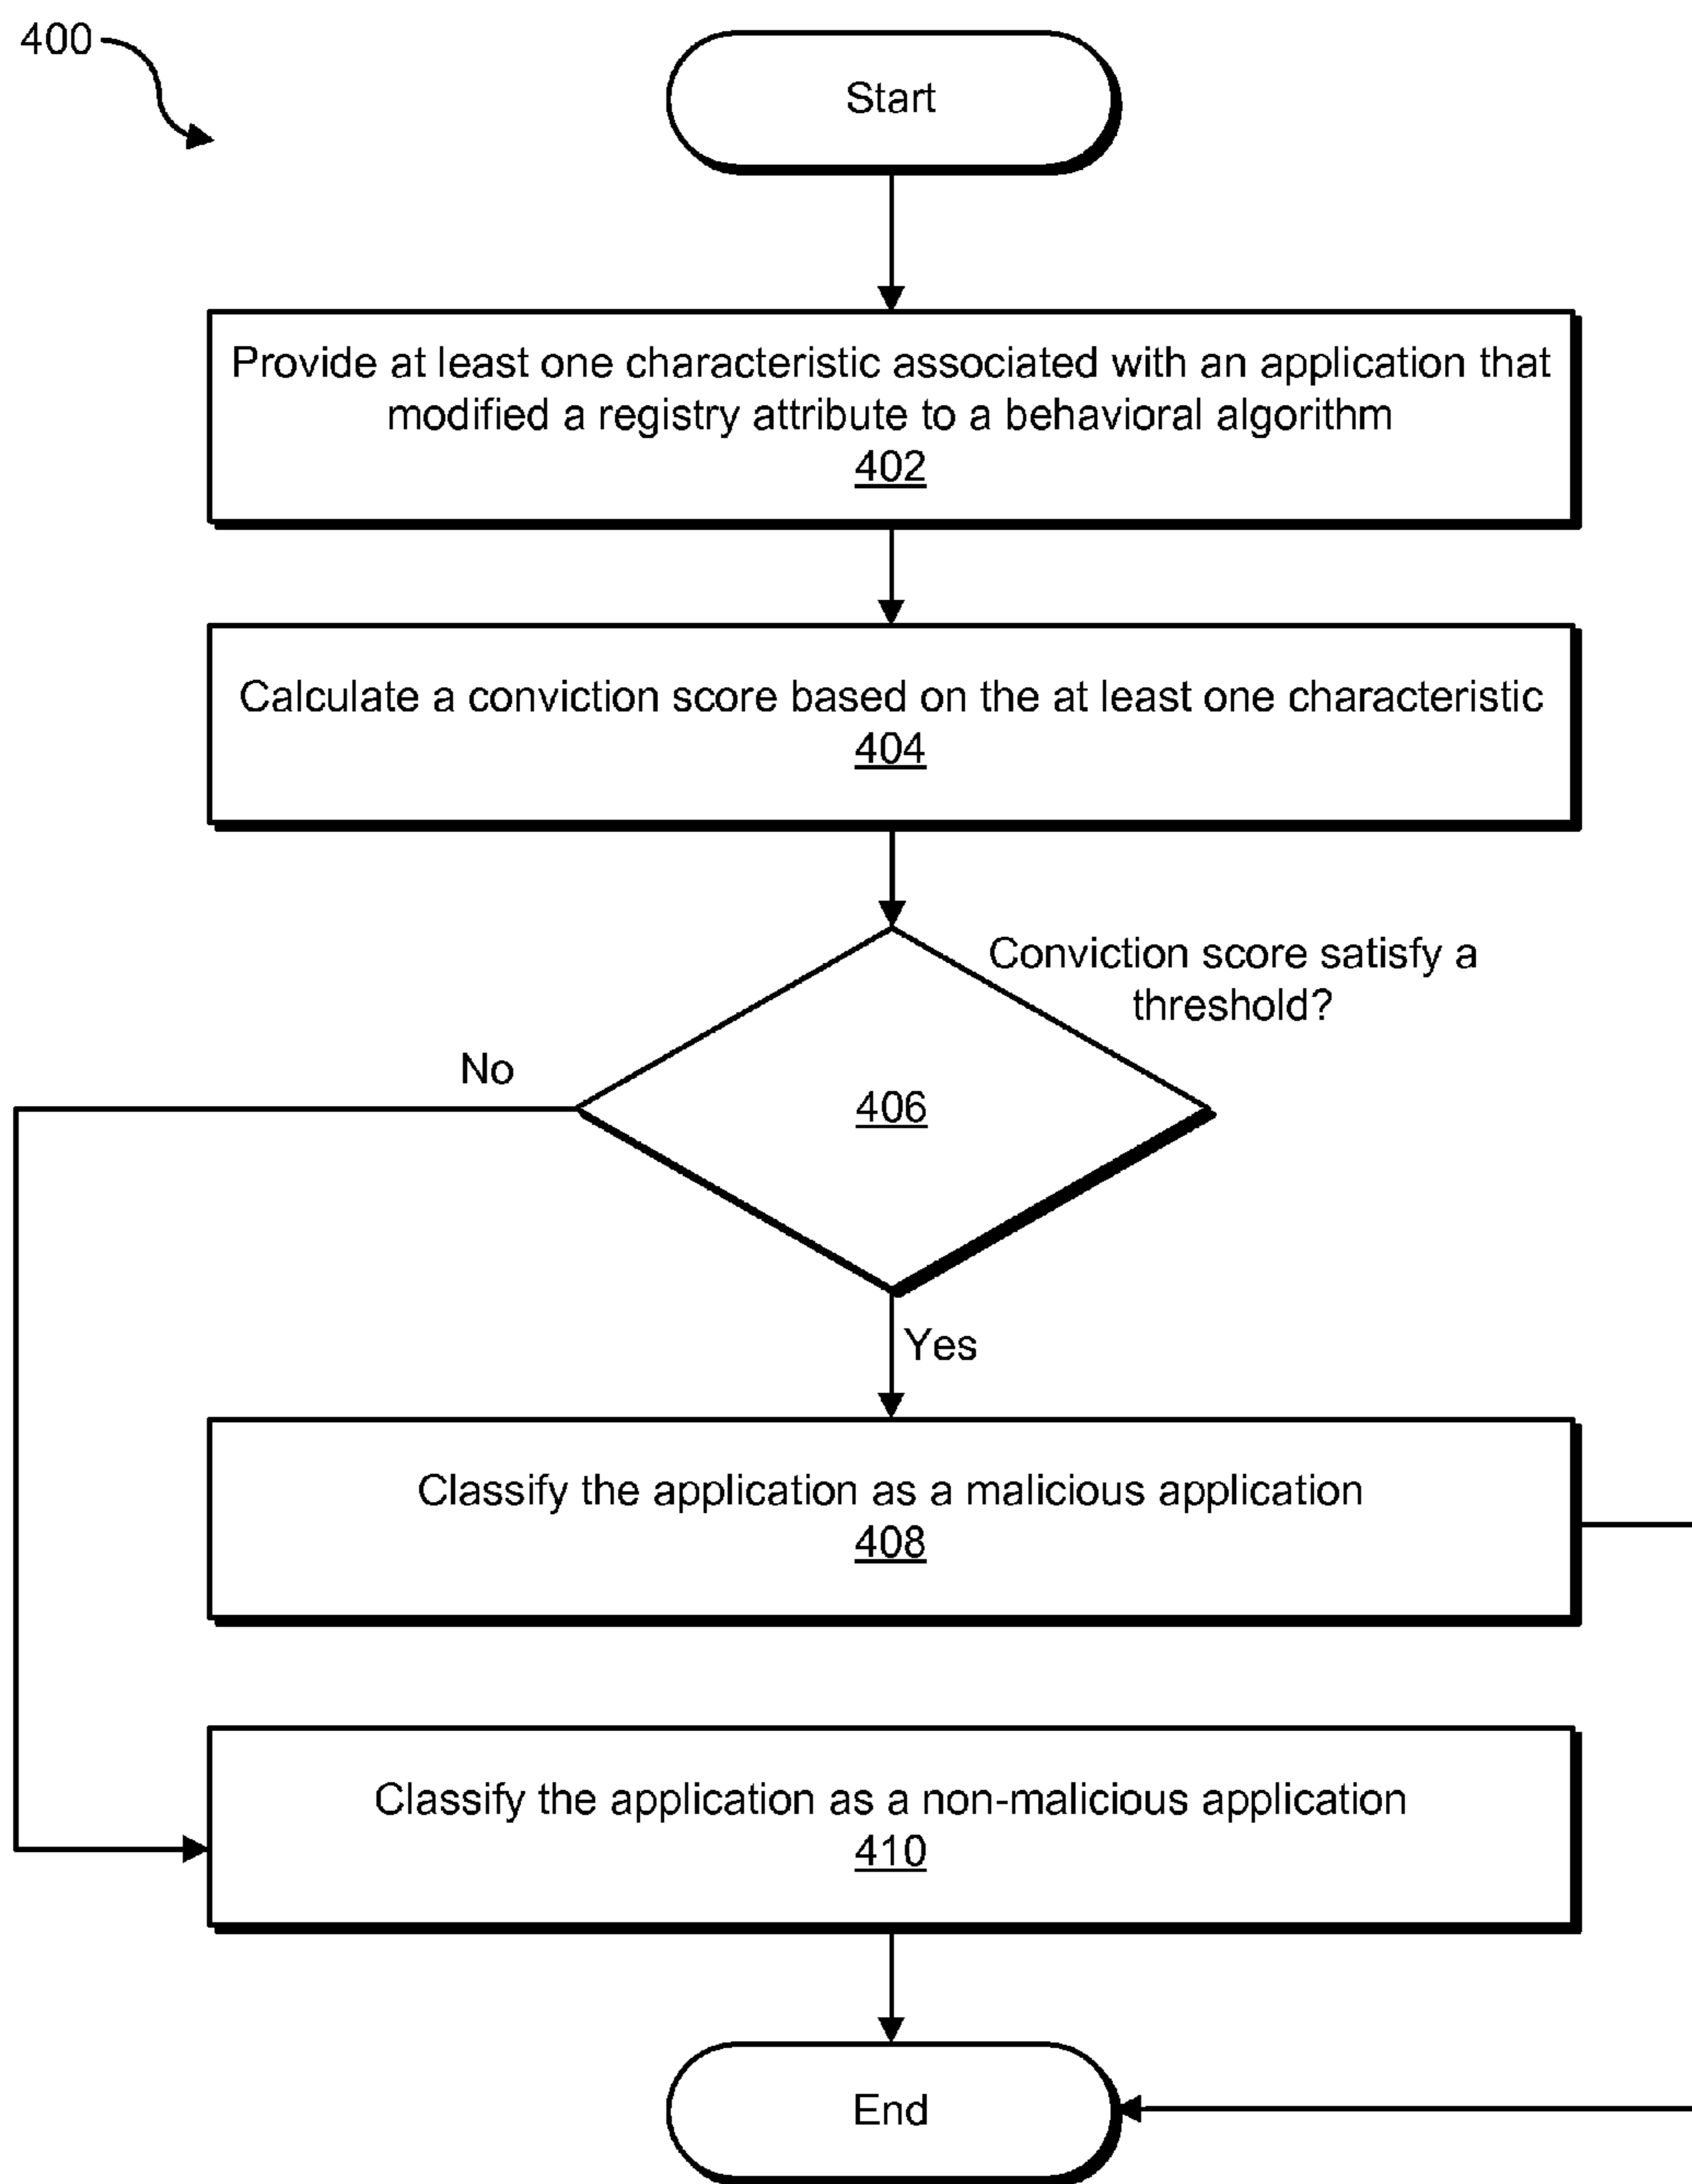 400
Start
Provide at least one characteristic associated with an application that
modified a registry attribute to a behavioral algorithm
402
Calculate a conviction score based on the at least one characteristic
404
Conviction score satisfy a
threshold?
No
406
Yes
Classify the application as a malicious application
408
Classify the application as a non-malicious application
410
End